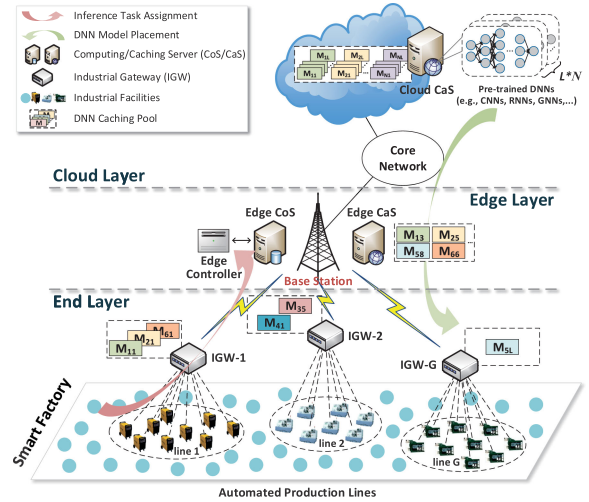 Inference Task Assignment
DNN Model Placement
Computing/Caching Server (CoS/CaS)
Industrial Gateway (IGW)
Industrial Facilities
M
DNN Caching Pool
M1L
M2L
MNL
M11
M21
MN1
Cloud CaS
L*N
Pre-trained DNNs
(e.g., CNNs, RNNs, GNNs,...)
Core
Network
Cloud Layer
Edge Layer
Edge CoS
Edge CaS
Edge
Controller
M13
M25
M58
M66
Base Station
End Layer
M35
M41
M61
M21
M11
IGW-1
IGW-2
IGW-G
M5L
Smart Factory
line 1
line 2
line G
Automated Production Lines